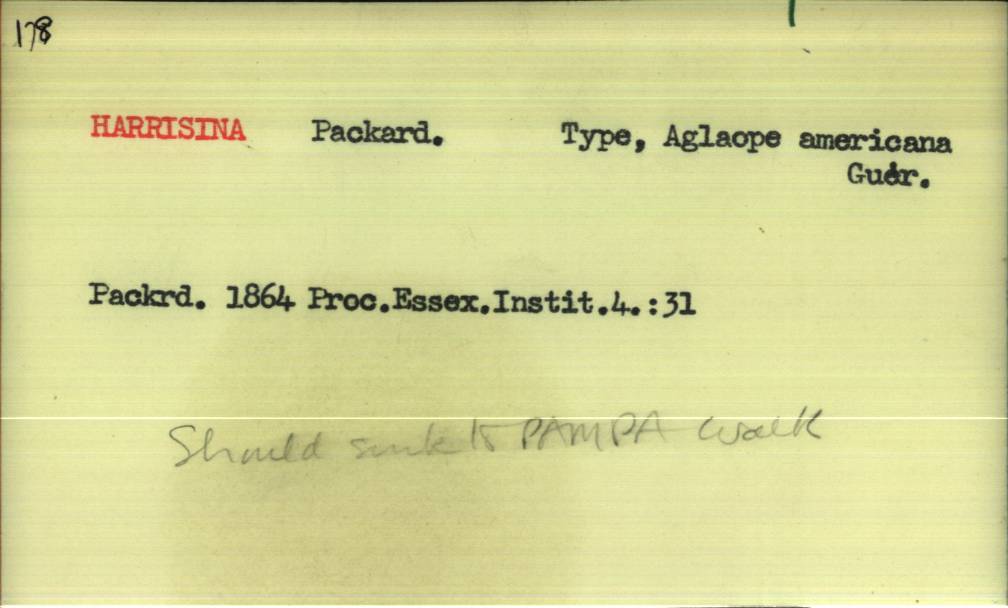 178
HARRISINA Packard. Type, Aglaope americana
Guér.
Packrd. 1864 Proc.Essex.Instit.4.:31
Should sink to PAMPA Walk